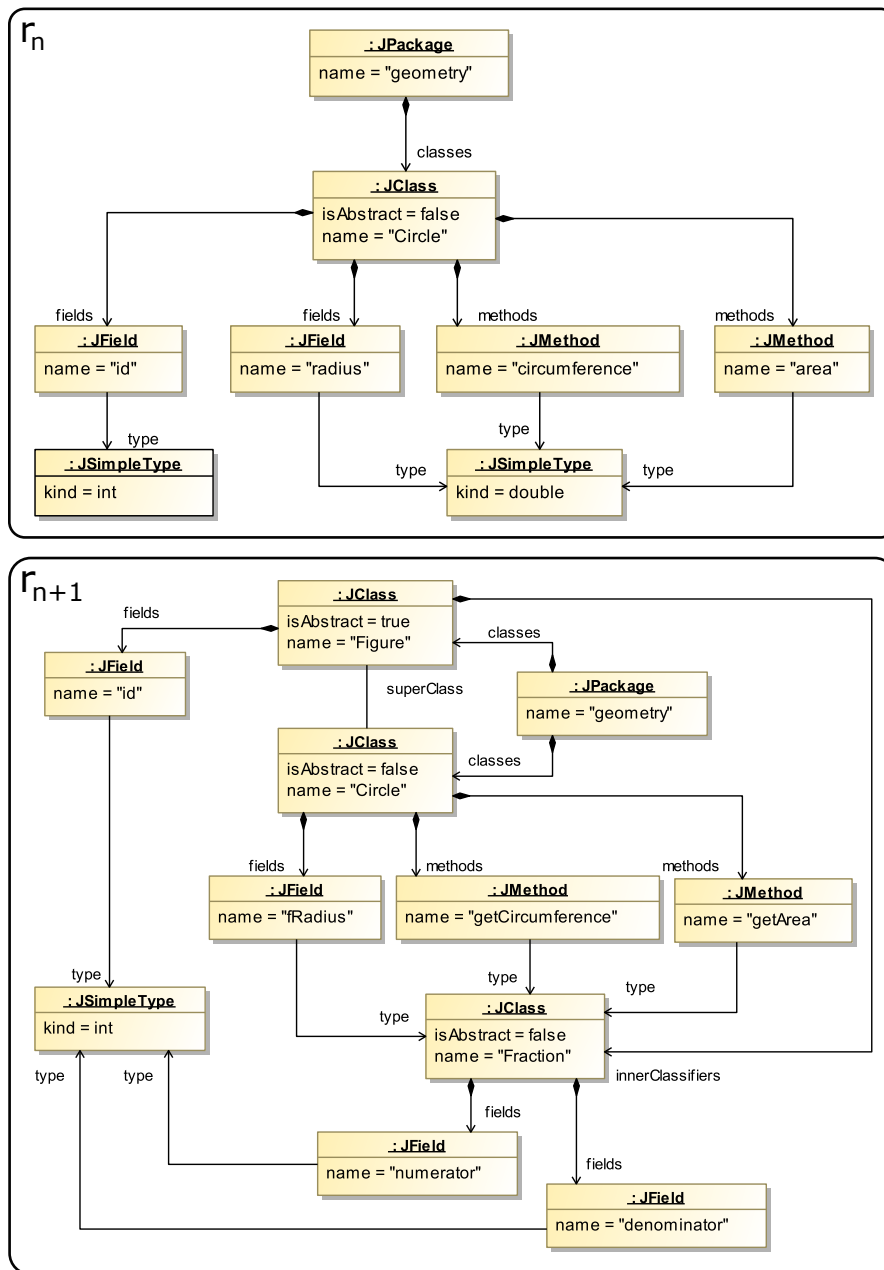 rn
: JPackage
name = "geometry"
classes
: JClass
isAbstract = false
name = "Circle"
fields
fields
methods
methods
: JField
name = "id"
: JField
name = "radius"
: JMethod
name = "circumference"
: JMethod
name = "area"
type
type
type
type
: JSimpleType
kind = int
: JSimpleType
kind = double
rn+1
: JClass
isAbstract = true
name = "Figure"
fields
classes
: JField
name = "id"
superClass
: JPackage
name = "geometry"
: JClass
isAbstract = false
name = "Circle"
classes
fields
methods
methods
: JField
name = "fRadius"
: JMethod
name = "getCircumference"
: JMethod
name = "getArea"
type
type
type
type
: JSimpleType
kind = int
: JClass
isAbstract = false
name = "Fraction"
type
type
innerClassifiers
fields
: JField
name = "numerator"
fields
: JField
name = "denominator"